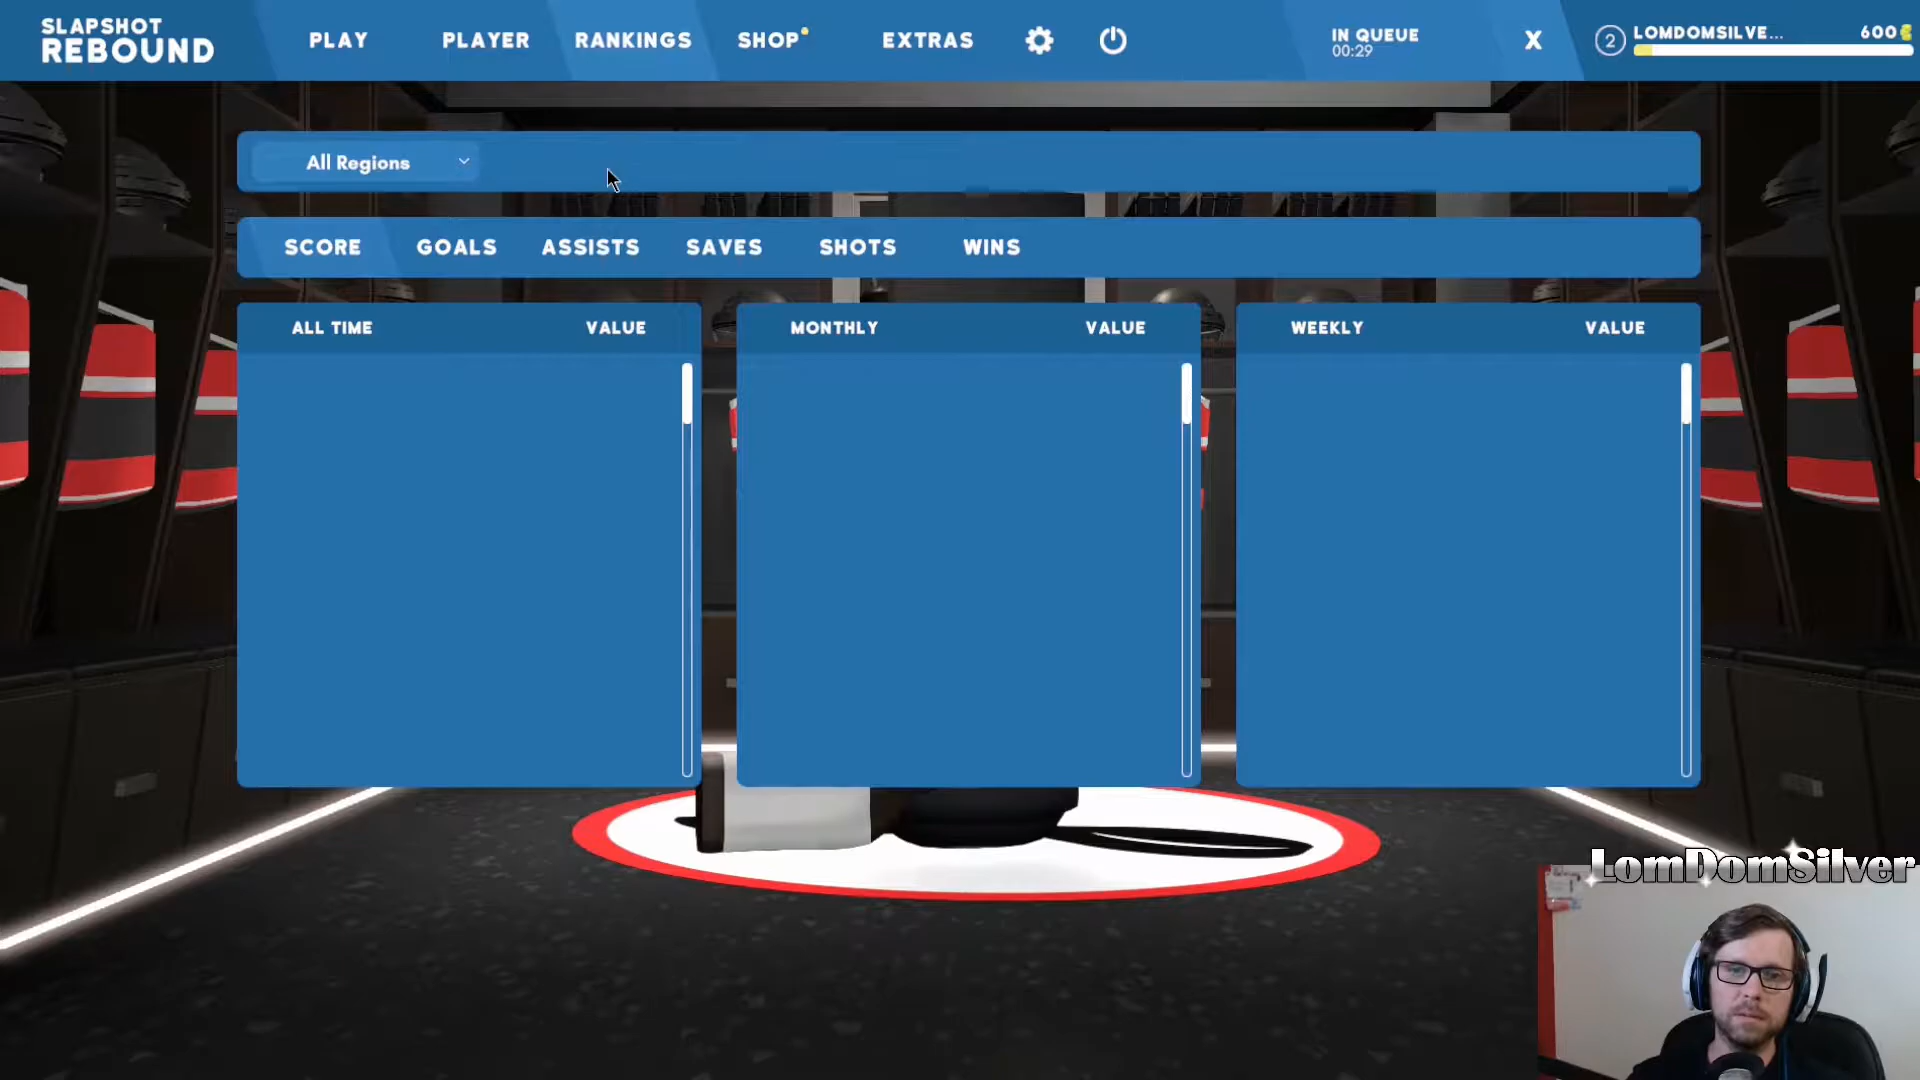 SLAPSHOT
REBOUND
PLAY
PLAYER
RANKINGS
SHOP
EXTRAS
IN QUEUE
00:29
X
2
LOMDOMSILVE...
600
All Regions
SCORE
GOALS
ASSISTS
SAVES
SHOTS
WINS
ALL TIME
VALUE
MONTHLY
VALUE
WEEKLY
VALUE
LomDomSilver